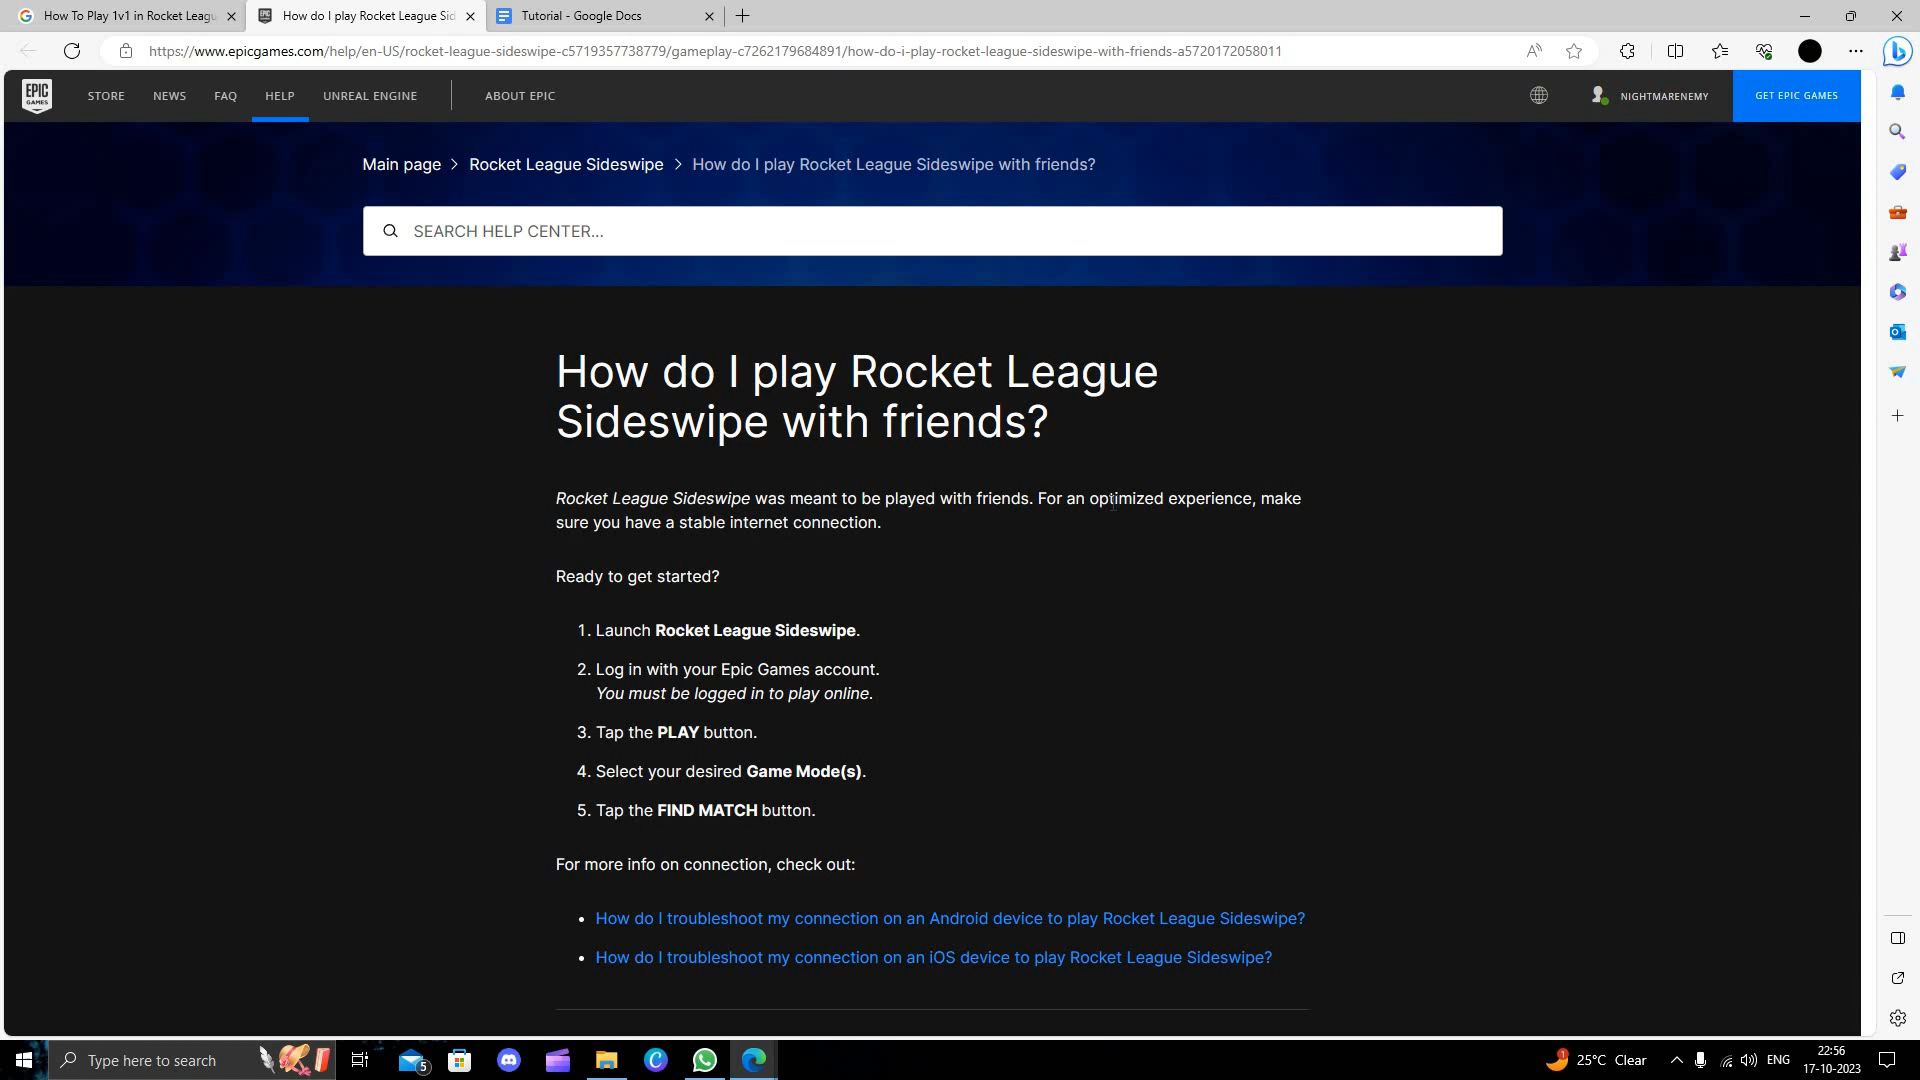 How To Play 1v1 in Rocket Leagu
How do I play Rocket League Sid
Tutorial - Google Docs
https://www.epicgames.com/help/en-US/rocket-league-sideswipe-c5719357738779/gameplay-c7262179684891/how-do-i-play-rocket-league-sideswipe-with-friends-a5720172058011
EPIC GAMES
STORE NEWS FAQ HELP UNREAL ENGINE ABOUT EPIC NIGHTMARENEMY GET EPIC GAMES
Main page > Rocket League Sideswipe > How do I play Rocket League Sideswipe with friends?
SEARCH HELP CENTER...
How do I play Rocket League
Sideswipe with friends?
Rocket League Sideswipe was meant to be played with friends. For an optimized experience, make
sure you have a stable internet connection.
Ready to get started?
1. Launch Rocket League Sideswipe.
2. Log in with your Epic Games account.
You must be logged in to play online.
3. Tap the PLAY button.
4. Select your desired Game Mode(s).
5. Tap the FIND MATCH button.
For more info on connection, check out:
• How do I troubleshoot my connection on an Android device to play Rocket League Sideswipe?
• How do I troubleshoot my connection on an iOS device to play Rocket League Sideswipe?
Type here to search
5
1
25°C Clear
ENG
22:56
17-10-2023